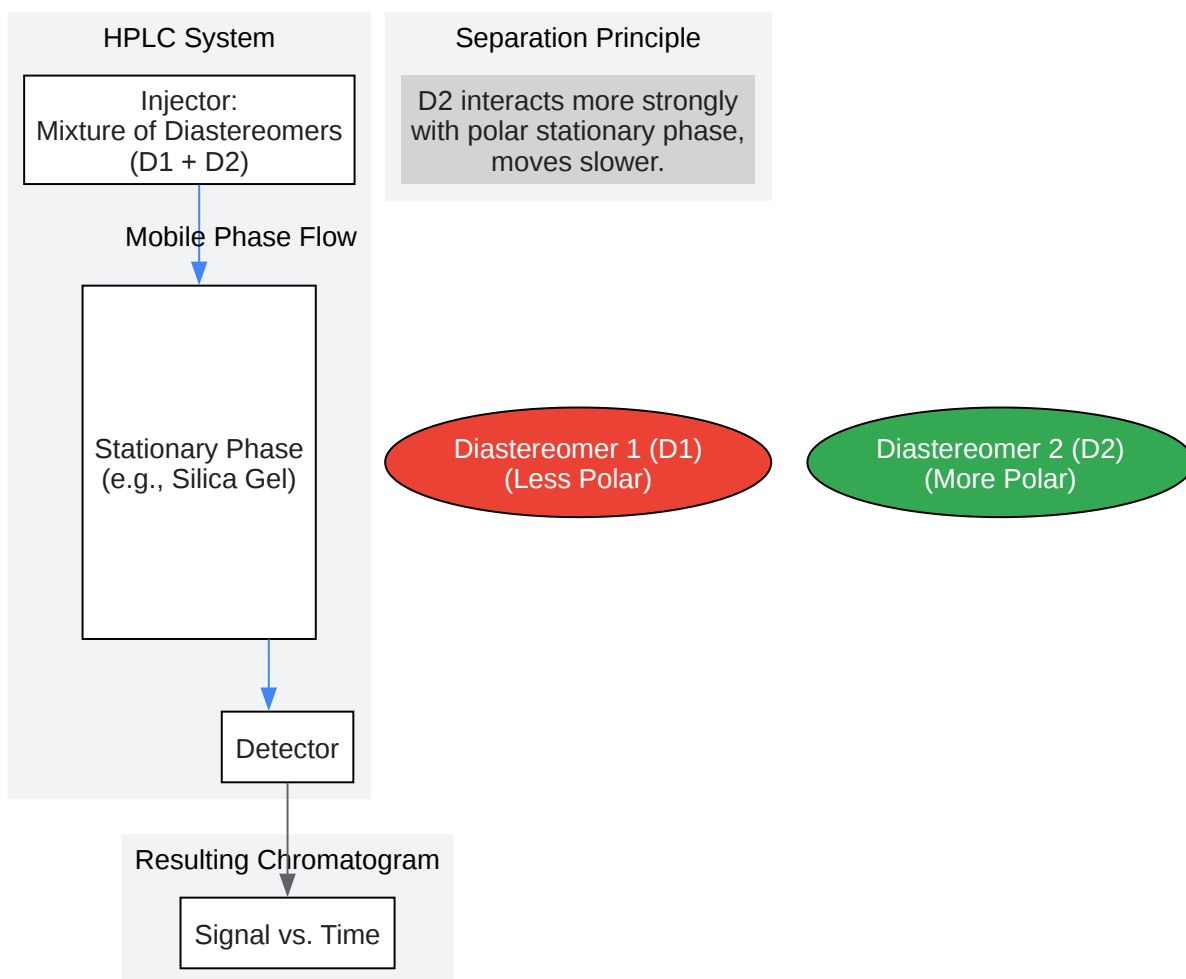 HPLC System
Injector:
Mixture of Diastereomers
(D1 + D2)
Mobile Phase Flow
Stationary Phase
(e.g., Silica Gel)
Detector
Separation Principle
D2 interacts more strongly
with polar stationary phase,
moves slower.
Diastereomer 1 (D1)
(Less Polar)
Diastereomer 2 (D2)
(More Polar)
Resulting Chromatogram
Signal vs. Time